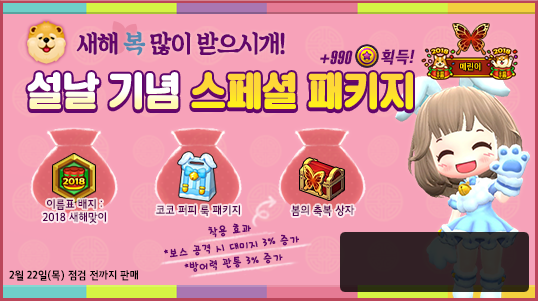 새해 복 많이 받으시개!
+990 획득!
설날 기념 스페셜 패키지
2018 2018
메린이
2018
이름표·배지 :
2018 새해맞이
코코 퍼피 룩 패키지
봄의 축복 상자
착용 효과
*보스 공격 시 대미지 3% 증가
*방어력 관통 3% 증가
2월 22일(목) 점검 전까지 판매